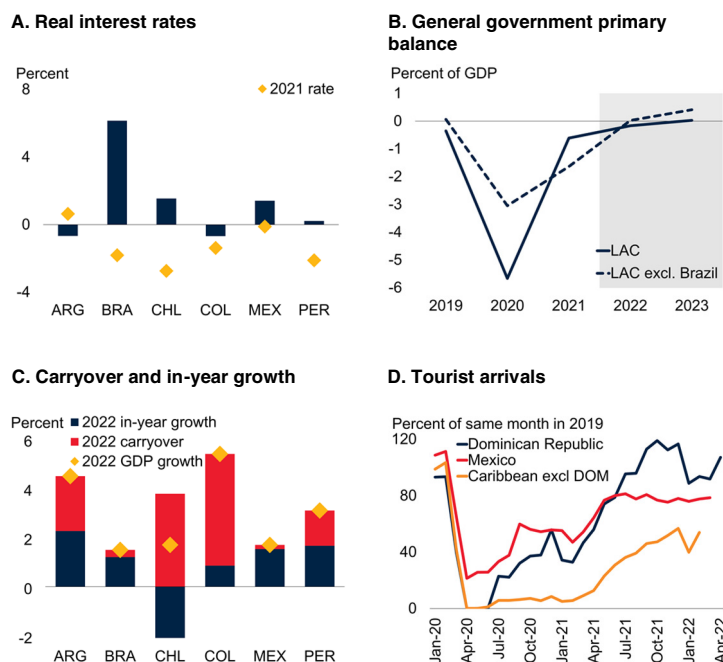 A. Real interest rates
Percent
8
2021 rate
4
0
-4
ARG BRA CHL COL MEX PER
B. General government primary
balance
Percent of GDP
1
0
-1
-2
-3
-4
-5
-6
LAC
LAC excl. Brazil
2019 2020 2021 2022 2023
C. Carryover and in-year growth
Percent
6
2022 in-year growth
2022 carryover
2022 GDP growth
4
2
0
-2
ARG BRA CHL COL MEX PER
D. Tourist arrivals
Percent of same month in 2019
120
Dominican Republic
Mexico
Caribbean excl DOM
80
40
0
Jan-20
Apr-20
Jul-20
Oct-20
Jan-21
Apr-21
Jul-21
Oct-21
Jan-22
Apr-22